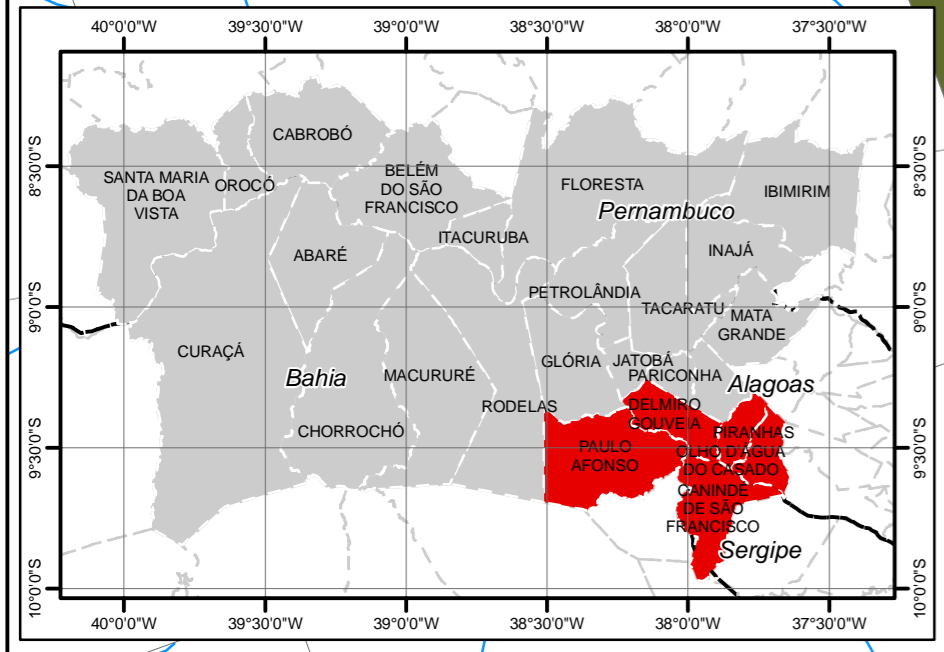 40°0'0"W 39°30'0"W 39°0'0"W 38°30'0"W 38°0'0"W 37°30'0"W
CABROBÓ
8°30'0"S
8°30'0"S
SANTA MARIA
DA BOA
VISTA
OROCÓ
BELÉM
DO SÃO
FRANCISCO
FLORESTA
IBIMIRIM
Pernambuco
ITACURUBA
ABARÉ
INAJÁ
PETROLÂNDIA
TACARATU
9°0'0"S
9°0'0"S
MATA
GRANDE
CURAÇÁ
GLÓRIA
JATOBÁ
PARICONHA
Bahia
MACURURÉ
Alagoas
RODELAS
DELMIRO
GOUVEIA
CHORROCHÓ
PIRANHAS
9°30'0"S
9°30'0"S
PAULO
AFONSO
OLHO D'ÁGUA
DO CASADO
CANINDÉ
DE SÃO
FRANCISCO
Sergipe
10°0'0"S
10°0'0"S
40°0'0"W 39°30'0"W 39°0'0"W 38°30'0"W 38°0'0"W 37°30'0"W